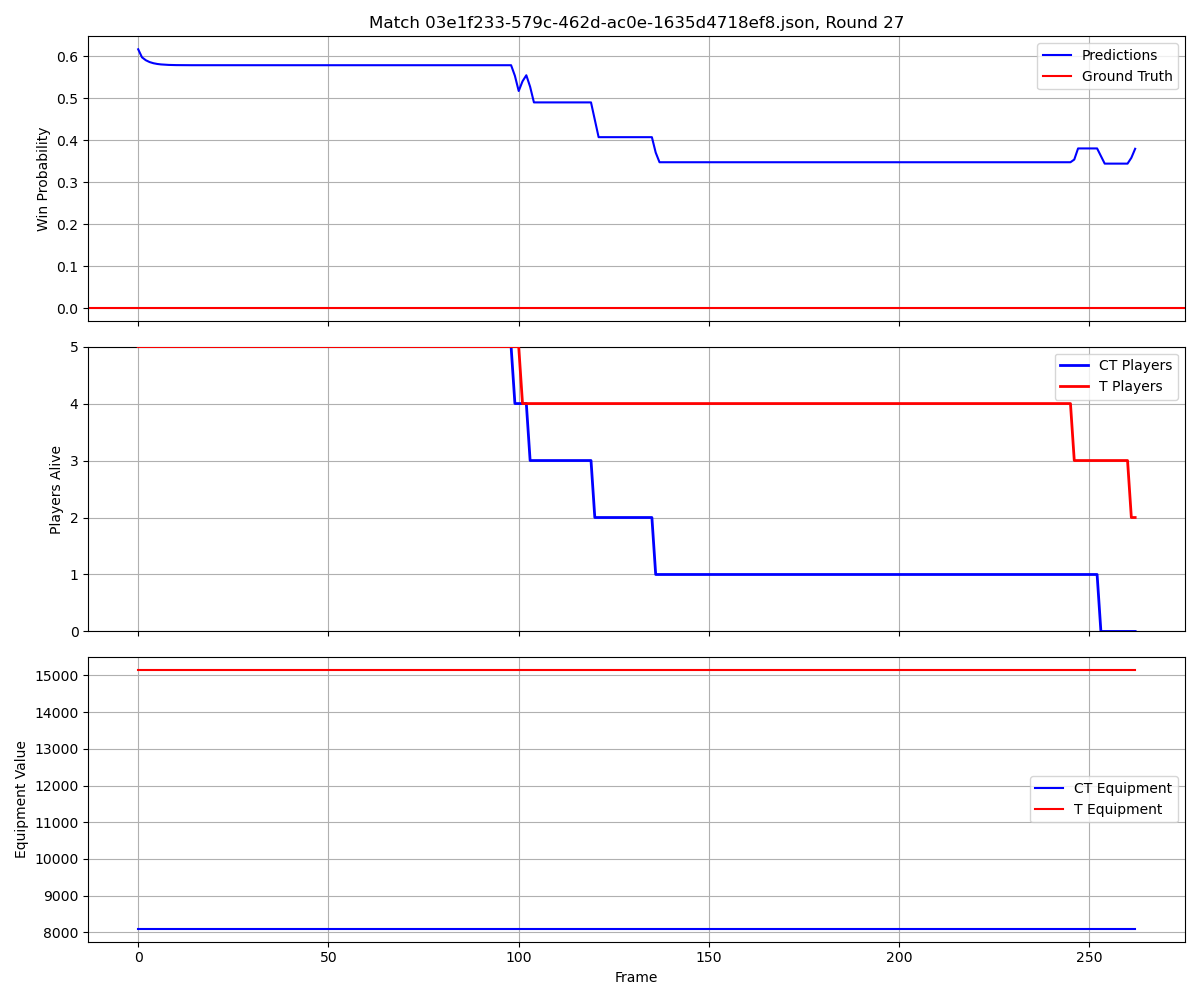 Match 03e1f233-579c-462d-ac0e-1635d4718ef8.json, Round 27
Win Probability
0.6
0.5
0.4
0.3
0.2
0.1
0.0
Predictions
Ground Truth
Players Alive
5
4
3
2
1
0
CT Players
T Players
Equipment Value
15000
14000
13000
12000
11000
10000
9000
8000
CT Equipment
T Equipment
0 50 100 150 200 250
Frame